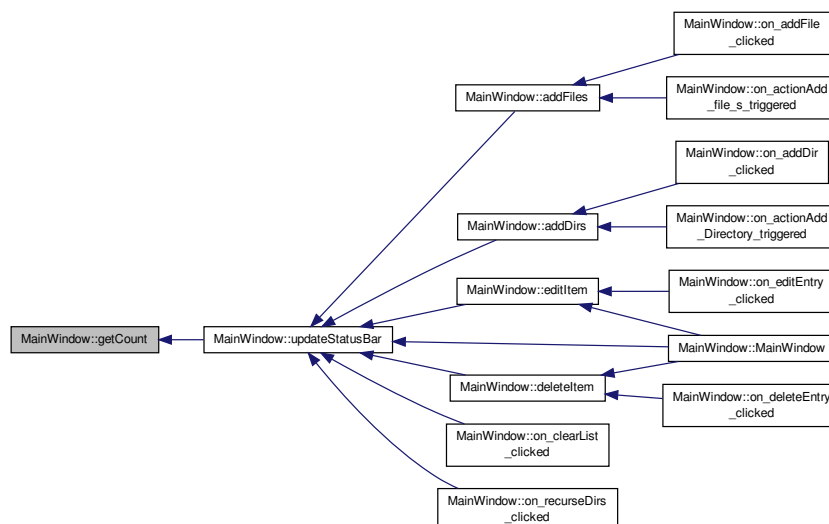 MainWindow::on_addFile
_clicked
MainWindow::addFiles
MainWindow::on_actionAdd
_file_s_triggered
MainWindow::on_addDir
_clicked
MainWindow::addDirs
MainWindow::on_actionAdd
_Directory_triggered
MainWindow::editItem
MainWindow::on_editEntry
_clicked
MainWindow::getCount
MainWindow::updateStatusBar
MainWindow::MainWindow
MainWindow::deleteItem
MainWindow::on_deleteEntry
_clicked
MainWindow::on_clearList
_clicked
MainWindow::on_recurseDirs
_clicked